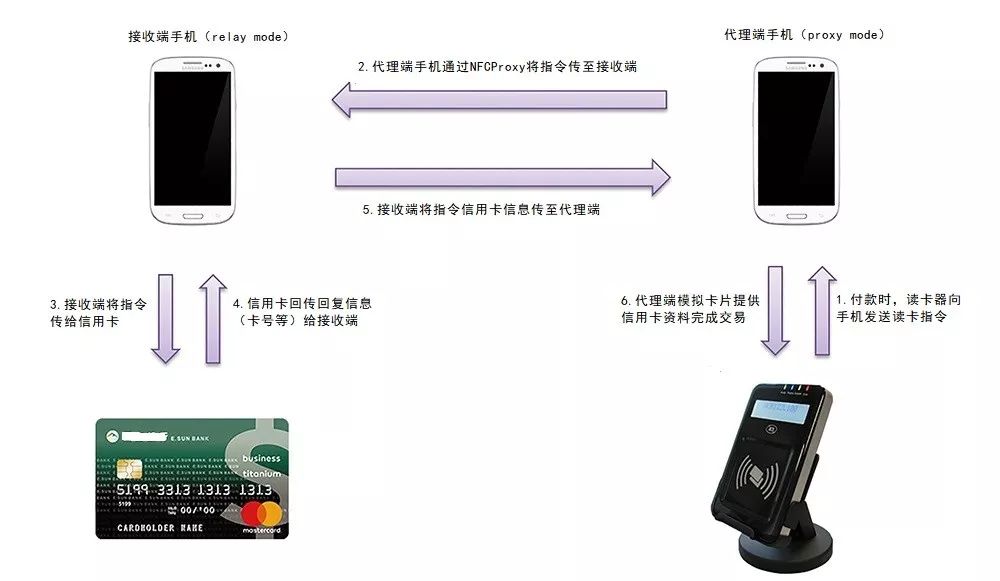 接收端手机（relay mode）
代理端手机（proxy mode）
SAMSUNG
SAMSUNG
2.代理端手机通过NFCProxy将指令传至接收端
5.接收端将指令信用卡信息传至代理端
3.接收端将指令
传给信用卡
4.信用卡回传回复信息
（卡号等）给接收端
6.代理端模拟卡片提供
信用卡资料完成交易
1.付款时，读卡器向
手机发送读卡指令
E.SUN BANK
business
titanium
5199 3313 1313 1313
5199
00/'00
CARDHOLDER NAME
mastercard